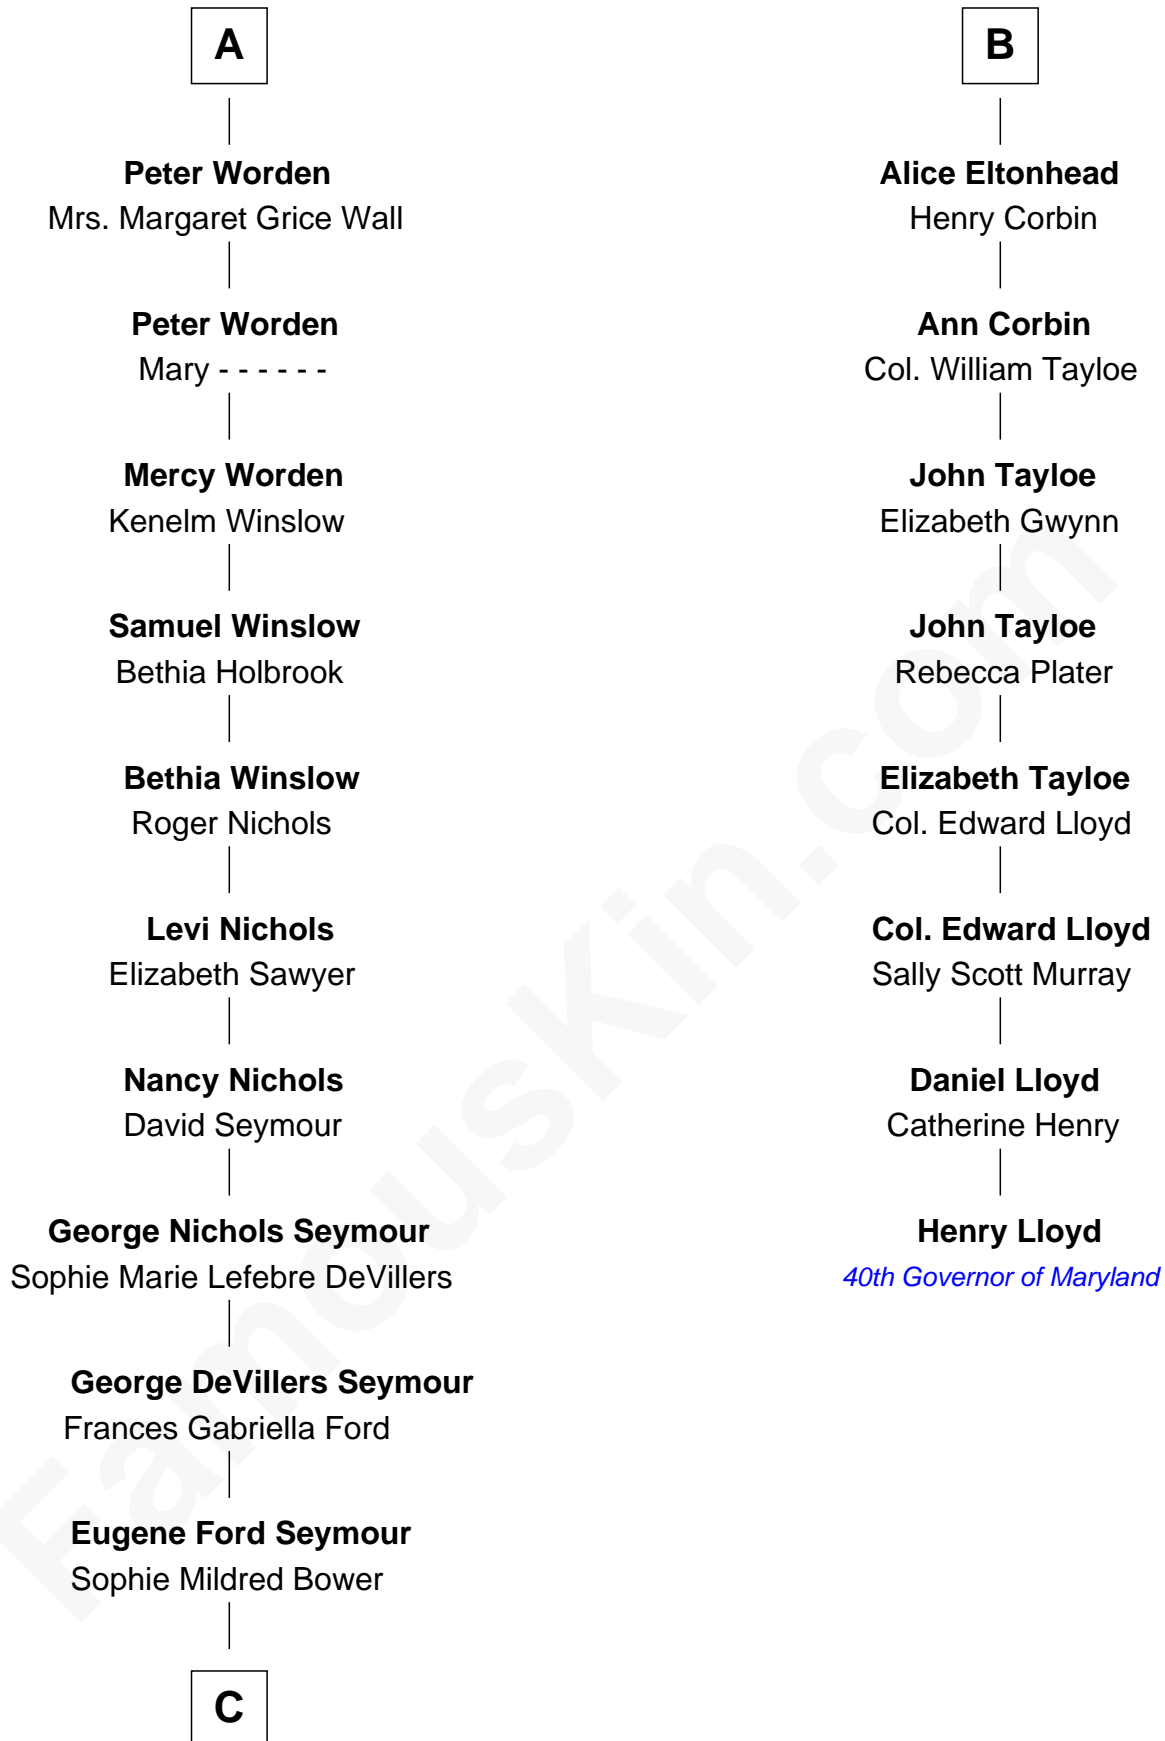 A
Peter Worden
Mrs. Margaret Grice Wall
Peter Worden
Mary - - - - - -
Mercy Worden
Kenelm Winslow
Samuel Winslow
Bethia Holbrook
Bethia Winslow
Roger Nichols
Levi Nichols
Elizabeth Sawyer
Nancy Nichols
David Seymour
George Nichols Seymour
Sophie Marie Lefebre DeVillers
George DeVillers Seymour
Frances Gabriella Ford
Eugene Ford Seymour
Sophie Mildred Bower
C
B
Alice Eltonhead
Henry Corbin
Ann Corbin
Col. William Tayloe
John Tayloe
Elizabeth Gwynn
John Tayloe
Rebecca Plater
Elizabeth Tayloe
Col. Edward Lloyd
Col. Edward Lloyd
Sally Scott Murray
Daniel Lloyd
Catherine Henry
Henry Lloyd
40th Governor of Maryland
FamousKin.com